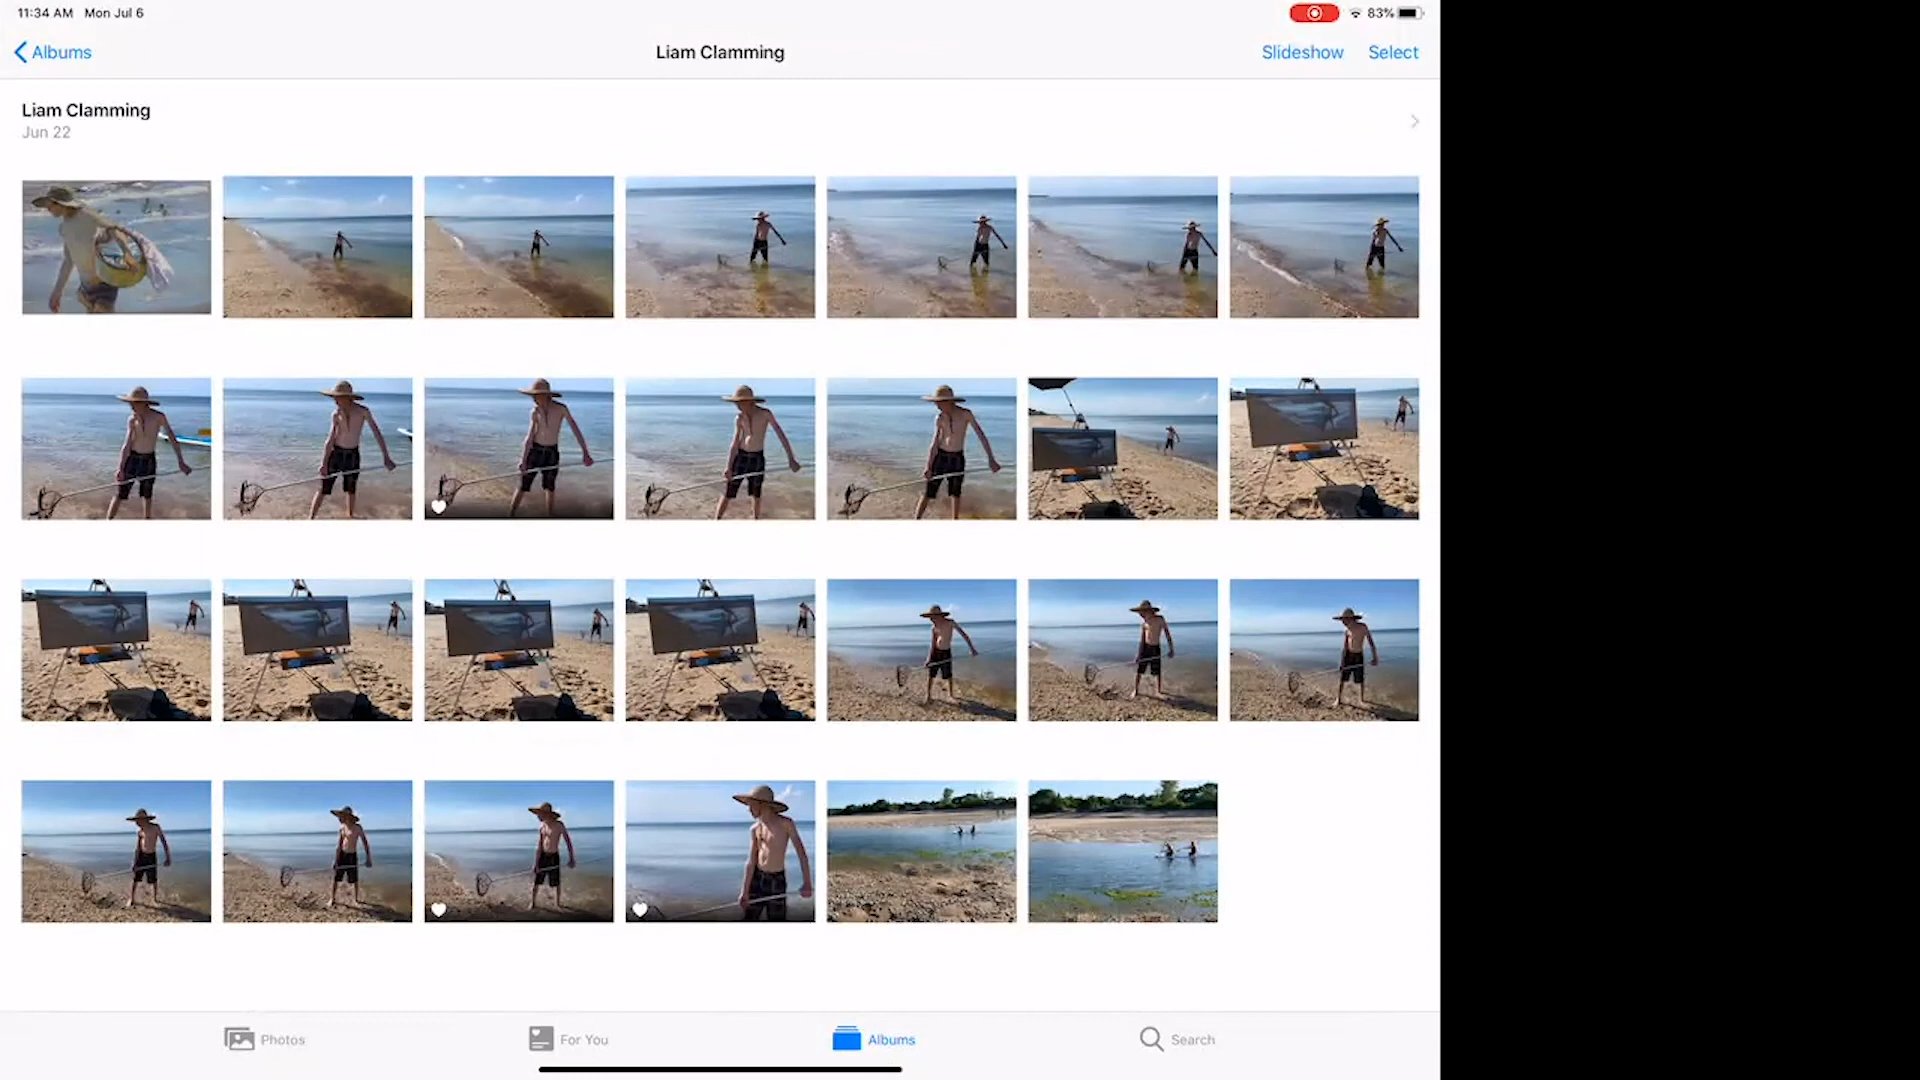 11:34 AM Mon Jul 6
83%
Albums
Liam Clamming
Slideshow
Select
Liam Clamming
Jun 22
Photos
For You
Albums
Search